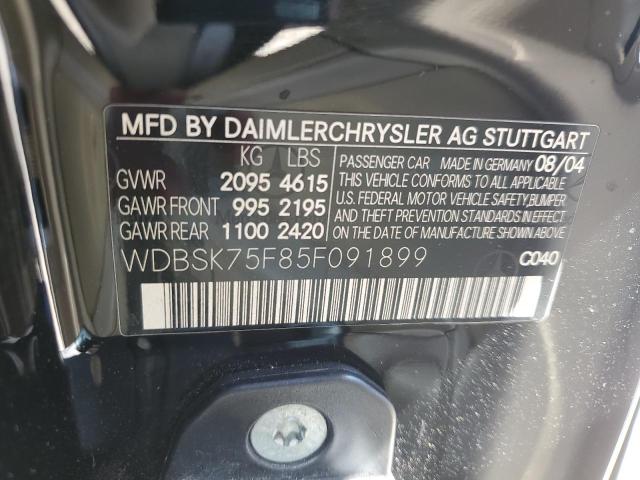 MFD BY DAIMLERCHRYSLER AG STUTTGART
KG LBS
GVWR 2095 4615
GAWR FRONT 995 2195
GAWR REAR 1100 2420
PASSENGER CAR MADE IN GERMANY 08/04
THIS VEHICLE CONFORMS TO ALL APPLICABLE
U.S. FEDERAL MOTOR VEHICLE SAFETY, BUMPER
AND THEFT PREVENTION STANDARDS IN EFFECT
ON THE DATE OF MANUFACTURE SHOWN ABOVE.
WDBSK75F85F091899 C040